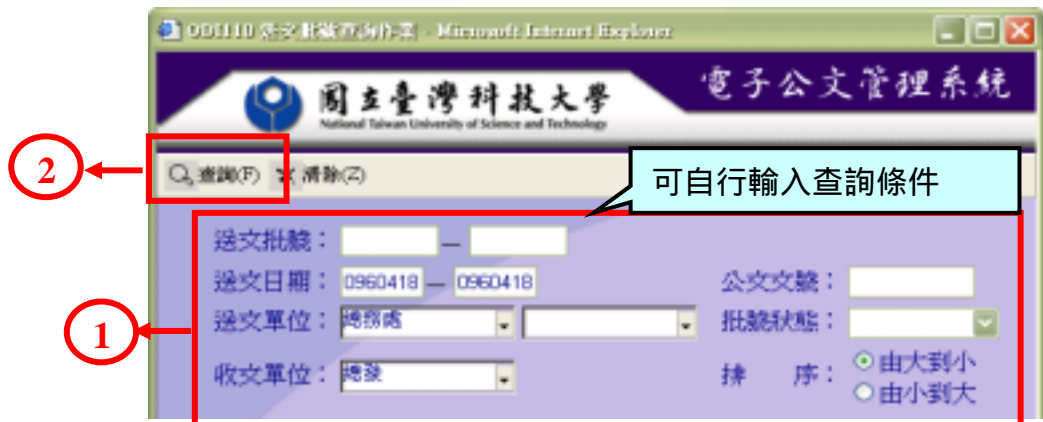 ODI110 送文批號查詢作業 - Microsoft Internet Explorer
國立臺灣科技大學
National Taiwan University of Science and Technology
電子公文管理系統
2
查詢(F) 清除(Z)
可自行輸入查詢條件
送文批號： —
送文日期： 0960418 — 0960418 公文文號：
1
送文單位： 總務處 批號狀態：
收文單位： 總發 排 序： 由大到小
由小到大